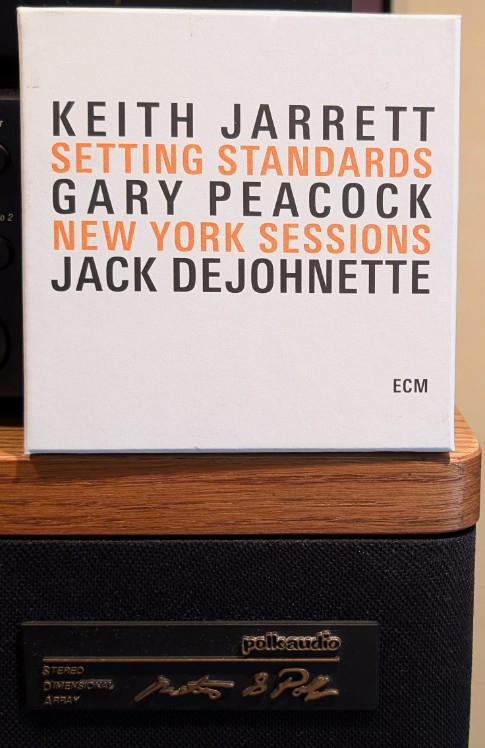 KEITH JARRETT
SETTING STANDARDS
GARY PEACOCK
NEW YORK SESSIONS
JACK DEJOHNETTE
ECM
polkaudio
STEREO
DIMENSIONAL
ARRAY